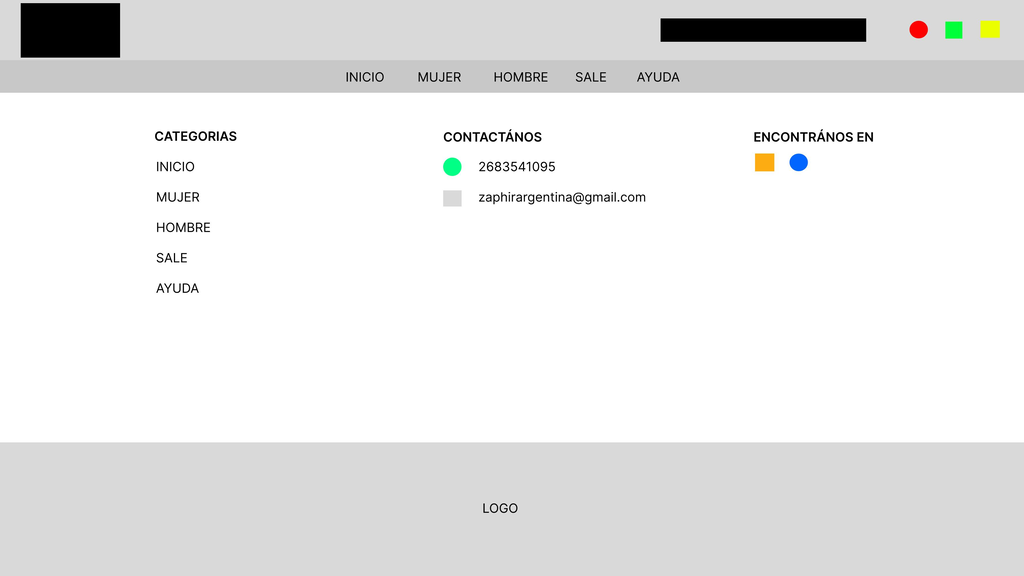 INICIO MUJER HOMBRE SALE AYUDA
CATEGORIAS
INICIO
MUJER
HOMBRE
SALE
AYUDA
CONTACTÁNOS
2683541095
zaphirargentina@gmail.com
ENCONTRÁNOS EN
LOGO